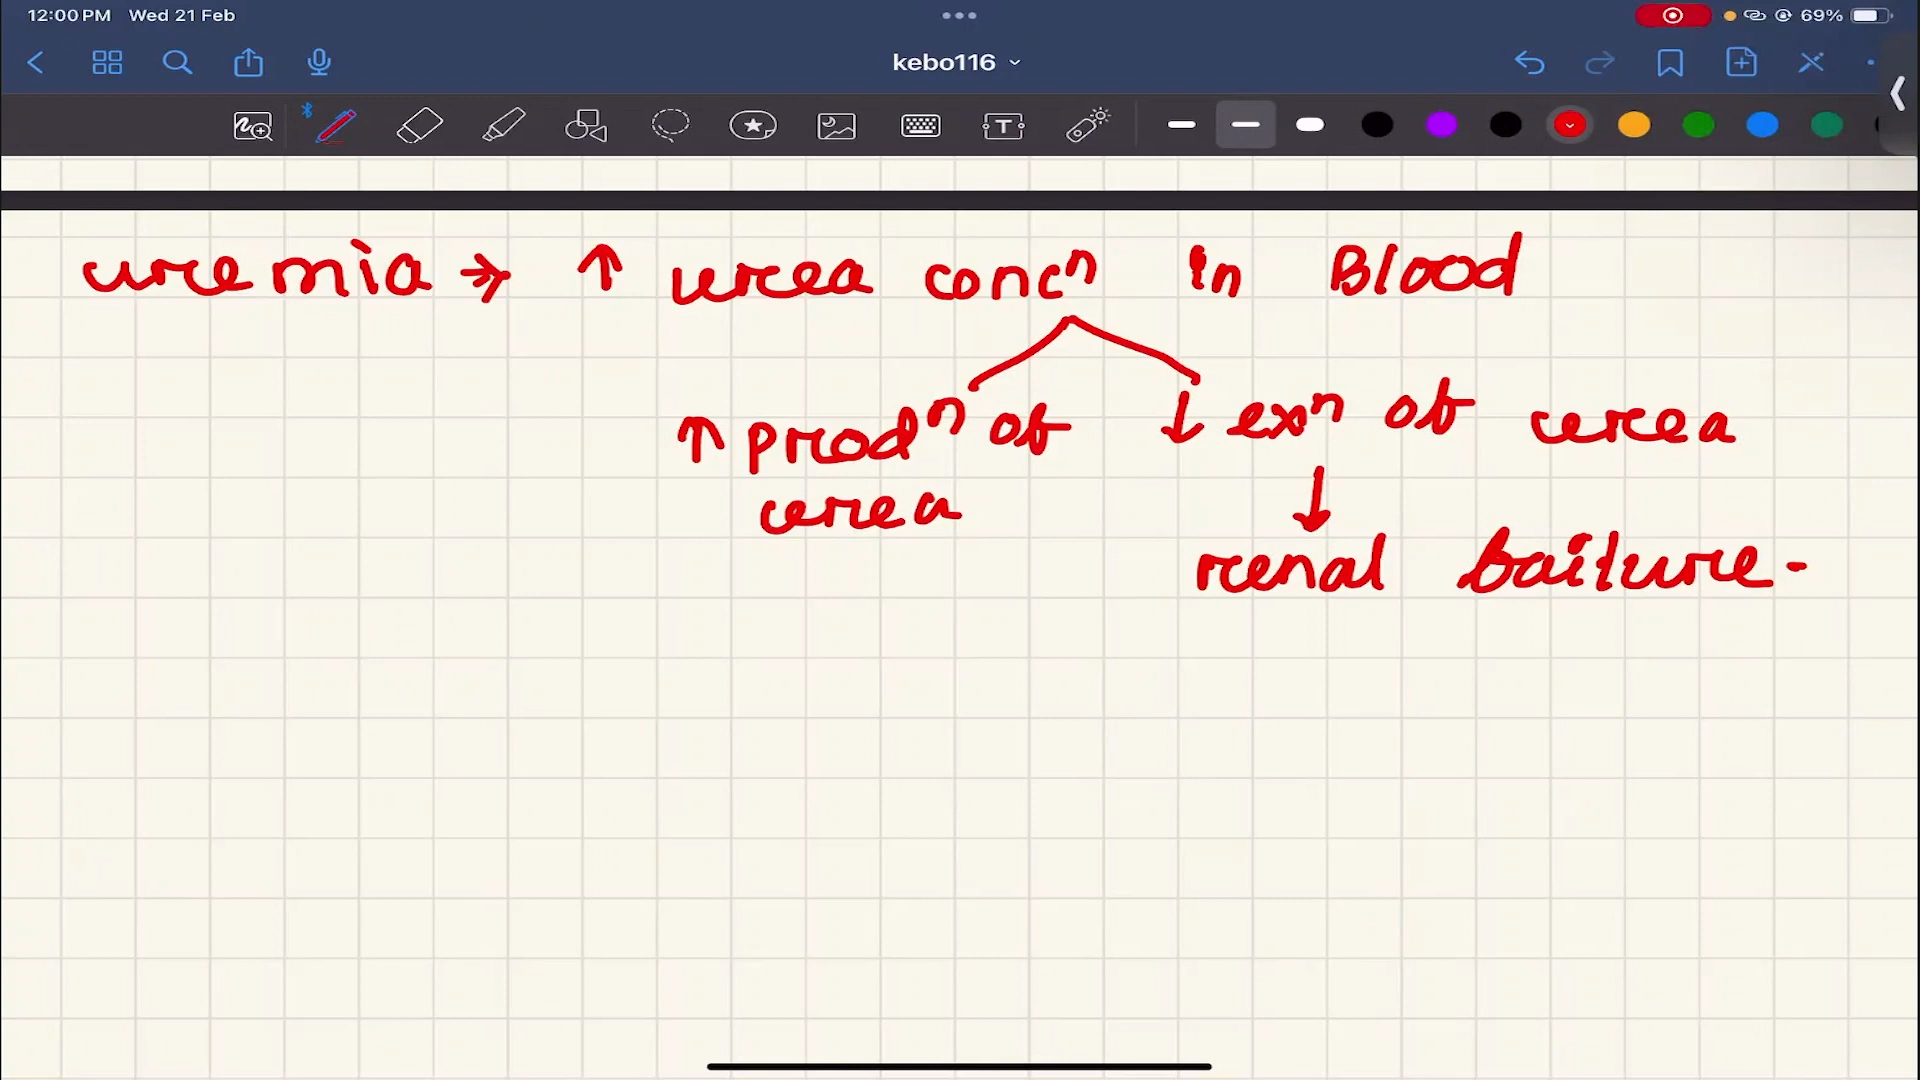 12:00 PM Wed 21 Feb
69%
kebo116
T
uremia → ↑ urea concⁿ in Blood
↑ prodⁿ of ↓ exⁿ of urea
urea ↓
renal failure -